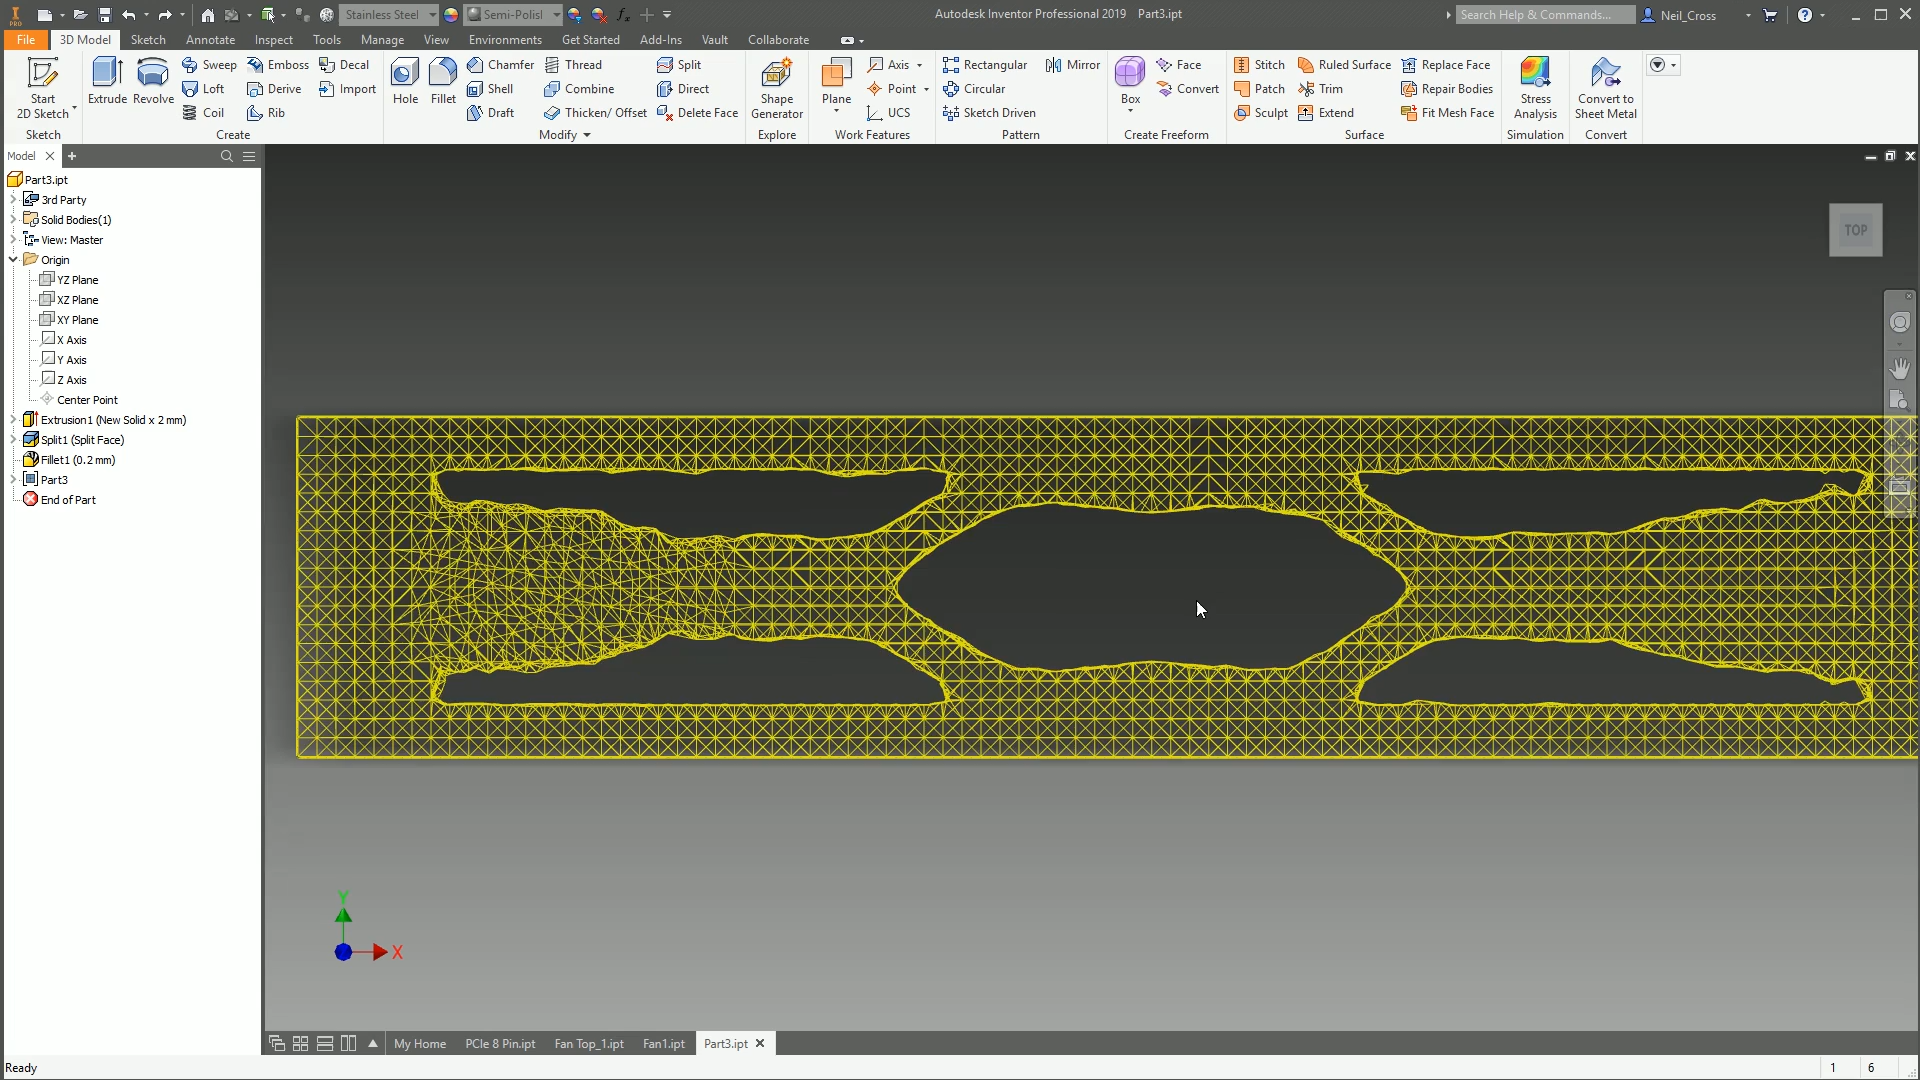 Stainless Steel
Semi-Polisl
Autodesk Inventor Professional 2019 Part3.ipt
Search Help & Commands...
Neil_Cross
File
3D Model
Sketch
Annotate
Inspect
Tools
Manage
View
Environments
Get Started
Add-Ins
Vault
Collaborate
Start
2D Sketch
Sketch
Extrude
Revolve
Sweep
Loft
Coil
Emboss
Derive
Rib
Decal
Import
Create
Hole
Fillet
Chamfer
Shell
Draft
Thread
Combine
Thicken/ Offset
Split
Direct
Delete Face
Modify
Shape
Generator
Explore
Plane
Axis
Point
UCS
Work Features
Rectangular
Circular
Sketch Driven
Mirror
Pattern
Box
Face
Convert
Create Freeform
Stitch
Patch
Sculpt
Ruled Surface
Trim
Extend
Replace Face
Repair Bodies
Fit Mesh Face
Surface
Stress
Analysis
Simulation
Convert to
Sheet Metal
Convert
Model
Part3.ipt
3rd Party
Solid Bodies(1)
View: Master
Origin
YZ Plane
XZ Plane
XY Plane
X Axis
Y Axis
Z Axis
Center Point
Extrusion1 (New Solid x 2 mm)
Split1 (Split Face)
Fillet1 (0.2 mm)
Part3
End of Part
TOP
Y
X
My Home
PCIe 8 Pin.ipt
Fan Top_1.ipt
Fan1.ipt
Part3.ipt
Ready
1
6